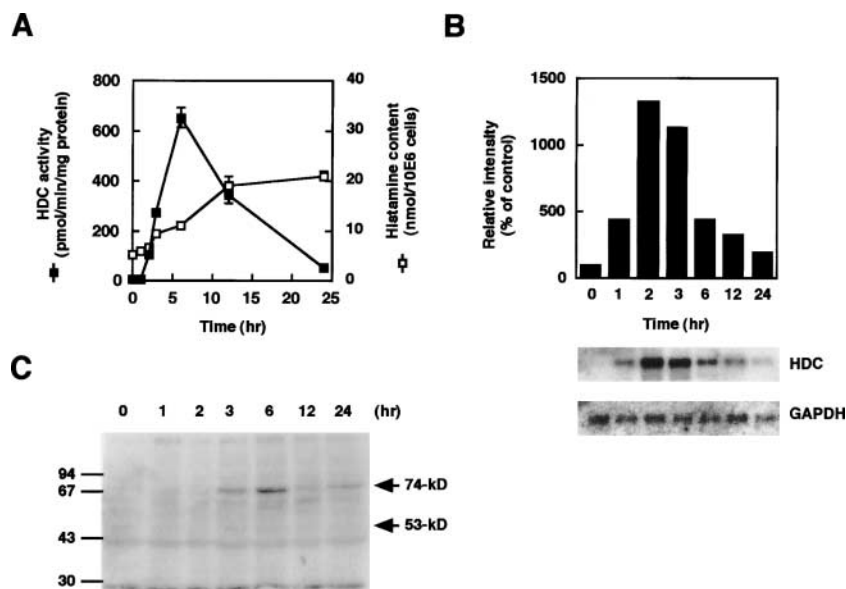 A
HDC activity
(pmol/min/mg protein)
800
600
400
200
0
40
30
20
10
0
Histamine content
(nmol/10E6 cells)
0 5 10 15 20 25
Time (hr)
B
Relative intensity
(% of control)
1500
1000
500
0
0 1 2 3 6 12 24
Time (hr)
HDC
GAPDH
C
0 1 2 3 6 12 24 (hr)
94
67
43
30
74-kD
53-kD